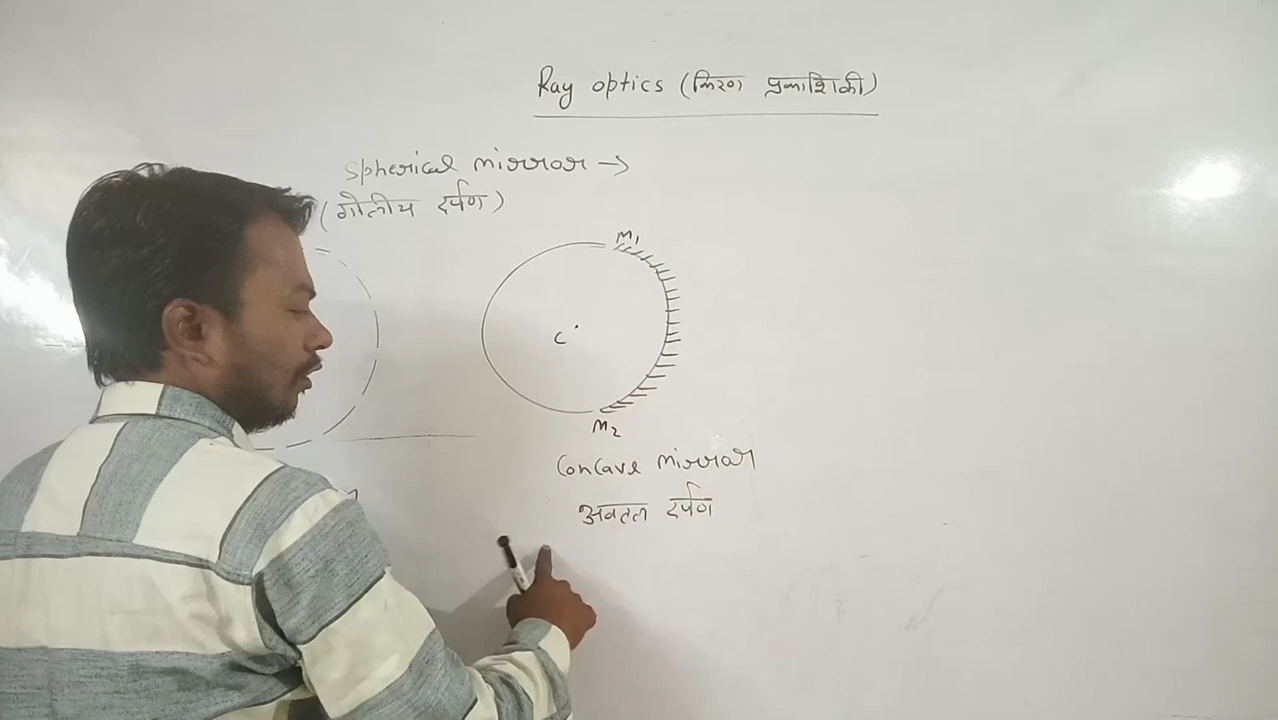 Ray optics (किरण प्रकाशिकी)
Spherical mirror →
(गोलीय दर्पण)
M₁
C
M₂
Concave mirror
अवतल दर्पण